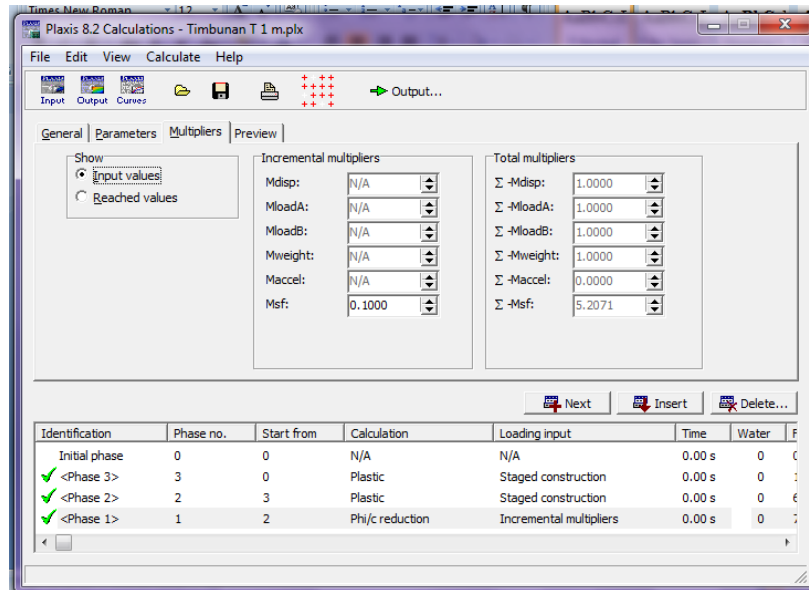 Times New Roman 12
Plaxis 8.2 Calculations - Timbunan T 1 m.plx
File Edit View Calculate Help
Input Output Curves Output...
General Parameters Multipliers Preview
Show
Input values
Reached values
Incremental multipliers
Mdisp: N/A
MloadA: N/A
MloadB: N/A
Mweight: N/A
Maccel: N/A
Msf: 0.1000
Total multipliers
Σ -Mdisp: 1.0000
Σ -MloadA: 1.0000
Σ -MloadB: 1.0000
Σ -Mweight: 1.0000
Σ -Maccel: 0.0000
Σ -Msf: 5.2071
Next Insert Delete...
Identification Phase no. Start from Calculation Loading input Time Water F
Initial phase 0 0 N/A N/A 0.00 s 0
<Phase 3> 3 0 Plastic Staged construction 0.00 s 0
<Phase 2> 2 3 Plastic Staged construction 0.00 s 0
<Phase 1> 1 2 Phi/c reduction Incremental multipliers 0.00 s 0